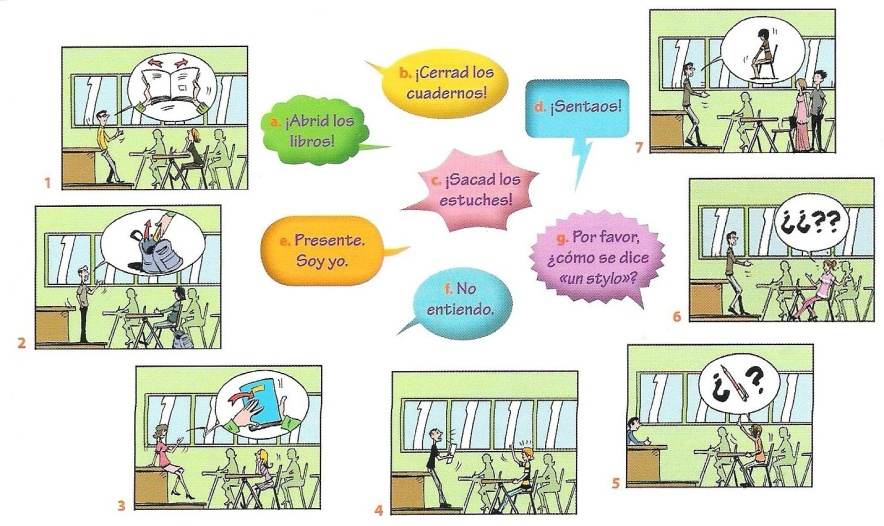 1
2
3
4
5
6
7
a. ¡Abrid los
libros!
b. ¡Cerrad los
cuadernos!
c. ¡Sacad los
estuches!
d. ¡Sentaos!
e. Presente.
Soy yo.
f. No
entiendo.
g. Por favor,
¿cómo se dice
«un stylo»?
¿¿??
¿ ?